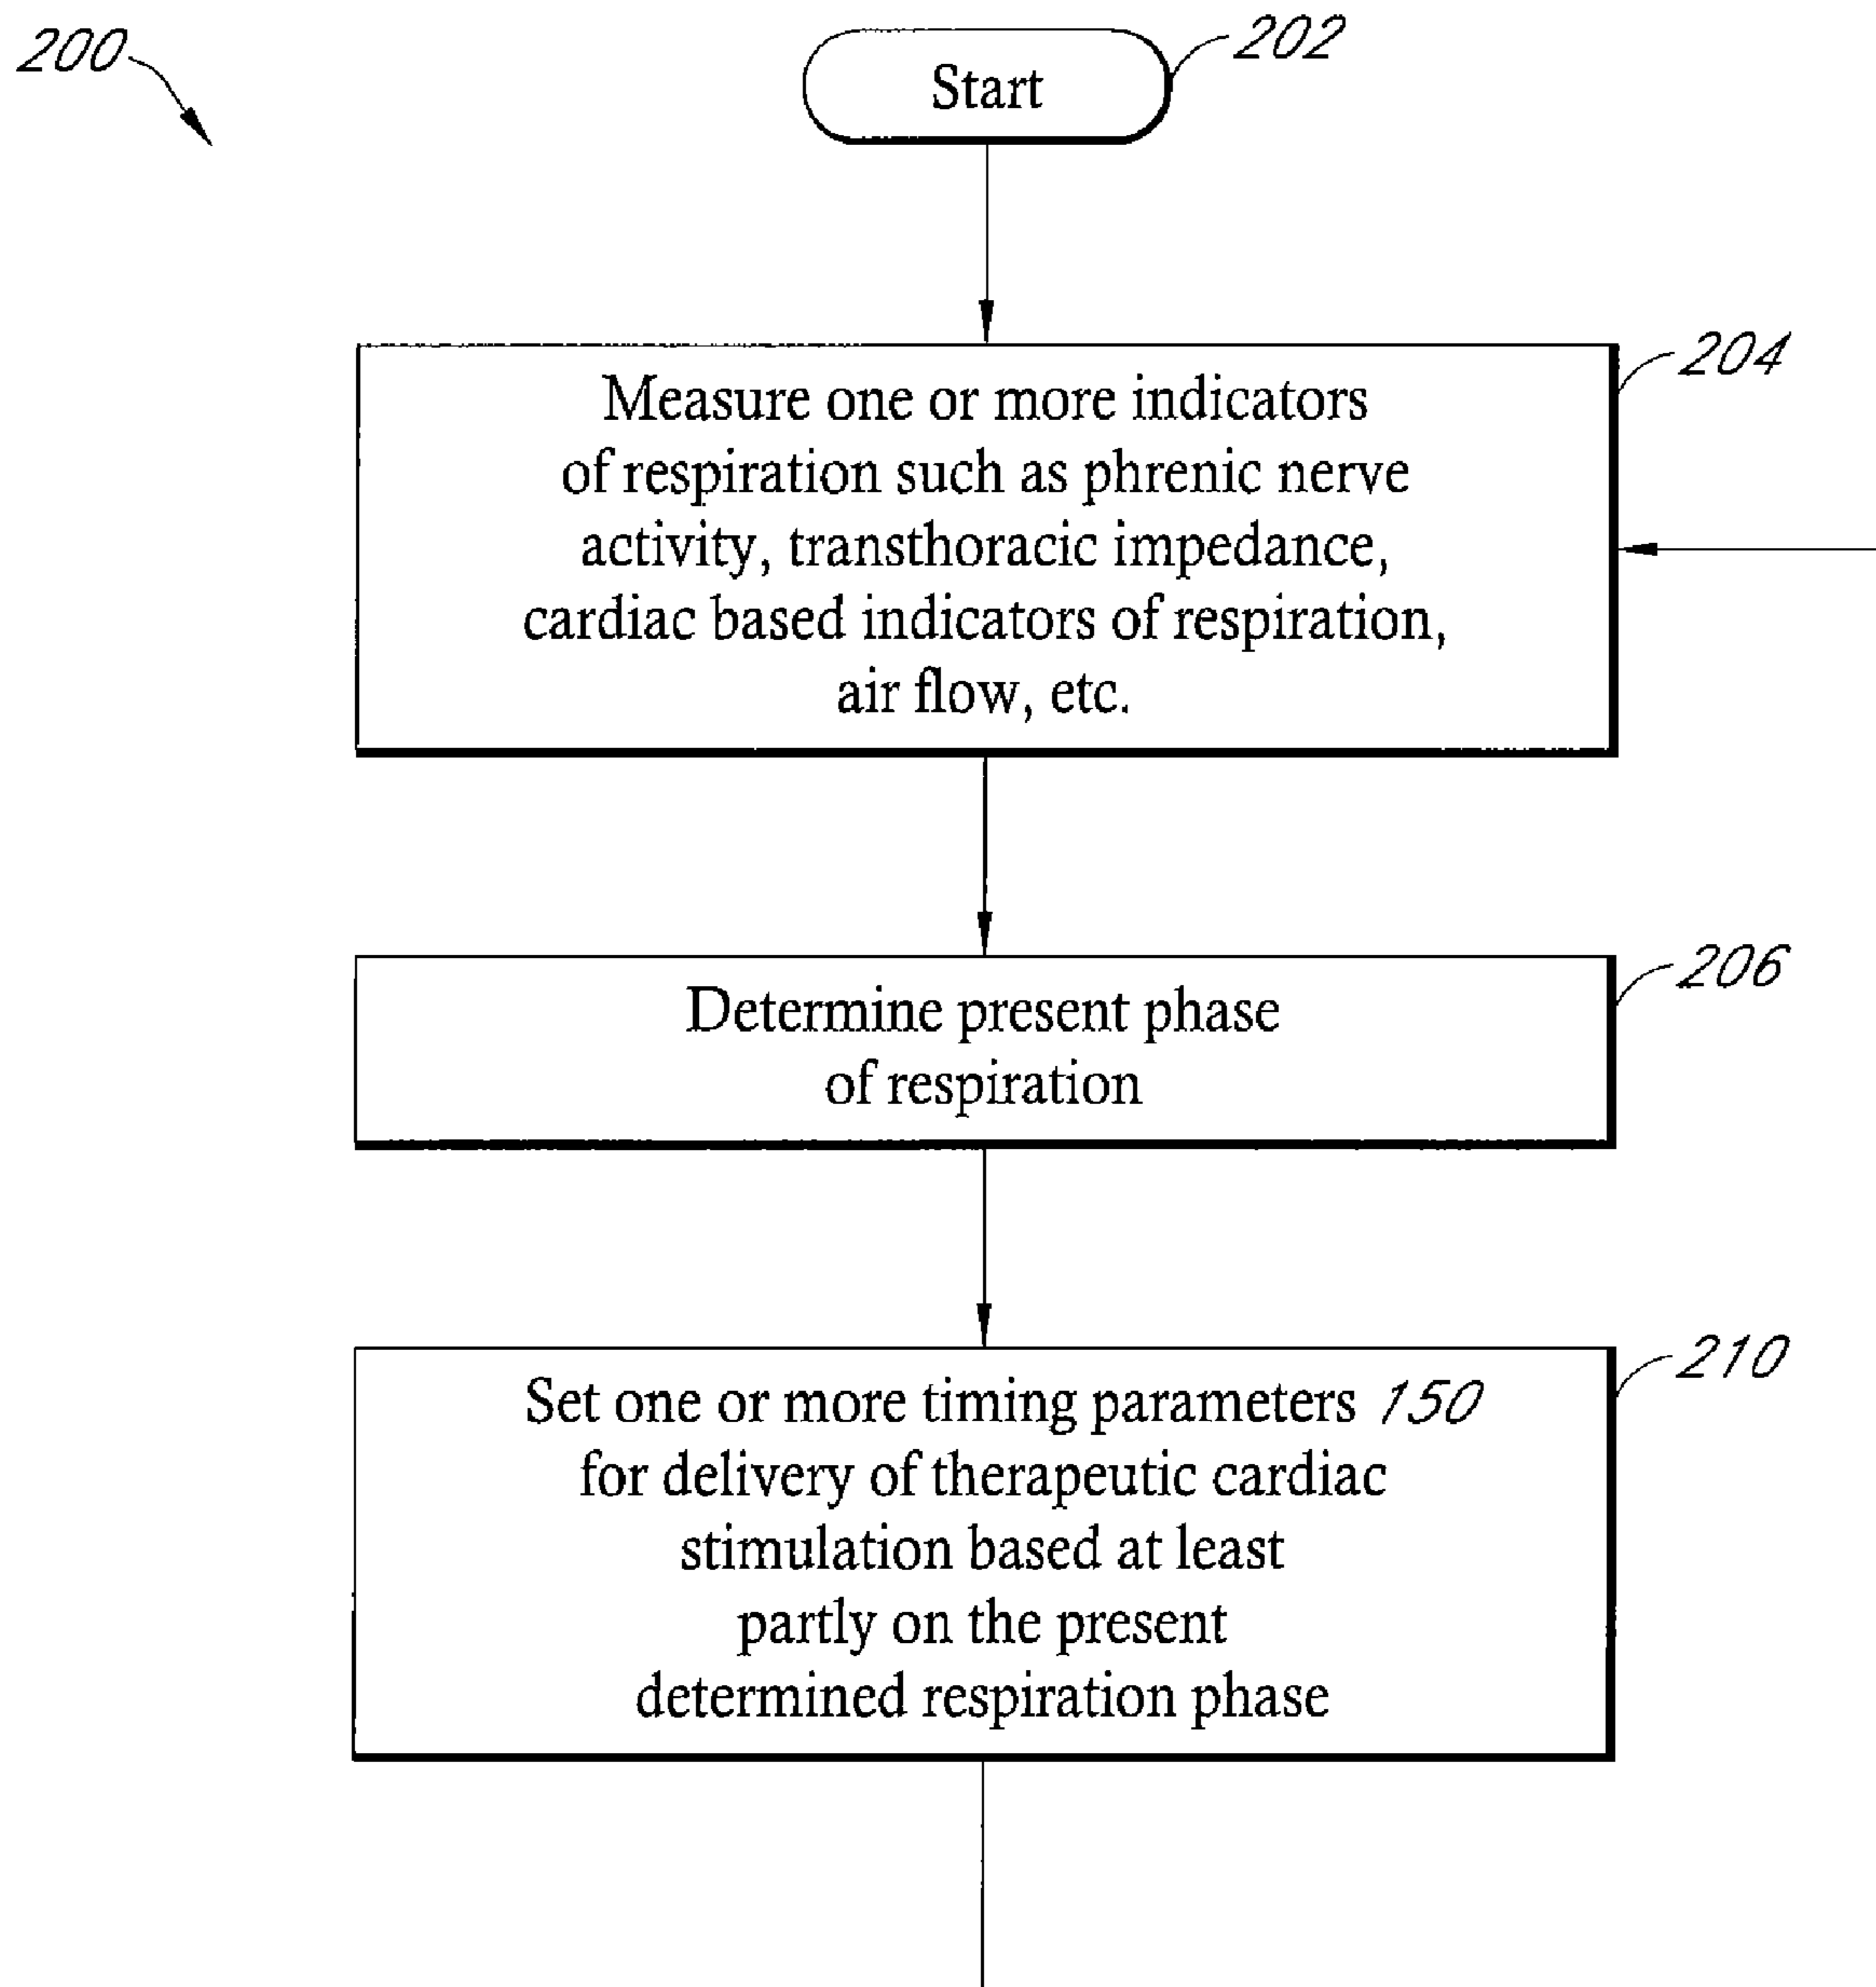 200
Start
202
Measure one or more indicators
of respiration such as phrenic nerve
activity, transthoracic impedance,
cardiac based indicators of respiration,
air flow, etc.
204
Determine present phase
of respiration
206
Set one or more timing parameters 150
for delivery of therapeutic cardiac
stimulation based at least
partly on the present
determined respiration phase
210